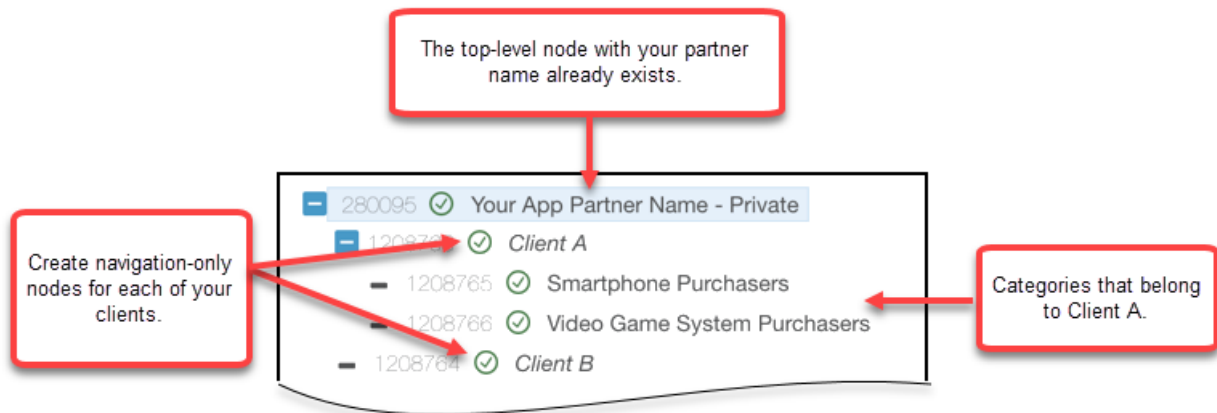 The top-level node with your partner
name already exists.
280095 Your App Partner Name - Private
Client A
1208765 Smartphone Purchasers
1208766 Video Game System Purchasers
1208764 Client B
Create navigation-only
nodes for each of your
clients.
Categories that belong
to Client A.